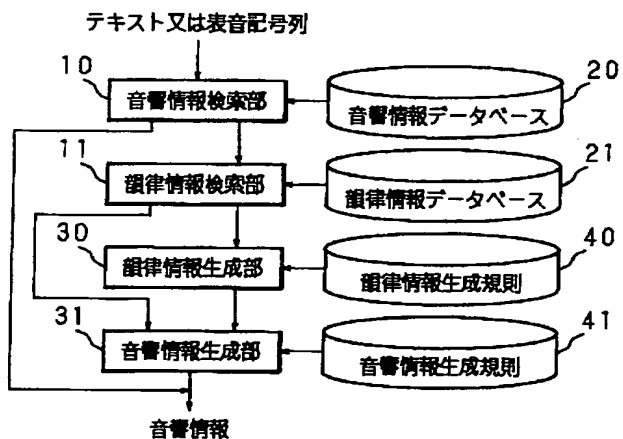 テキスト又は表音記号列
10
音響情報検索部
20
音響情報データベース
11
韻律情報検索部
21
韻律情報データベース
30
韻律情報生成部
40
韻律情報生成規則
31
音響情報生成部
41
音響情報生成規則
音響情報